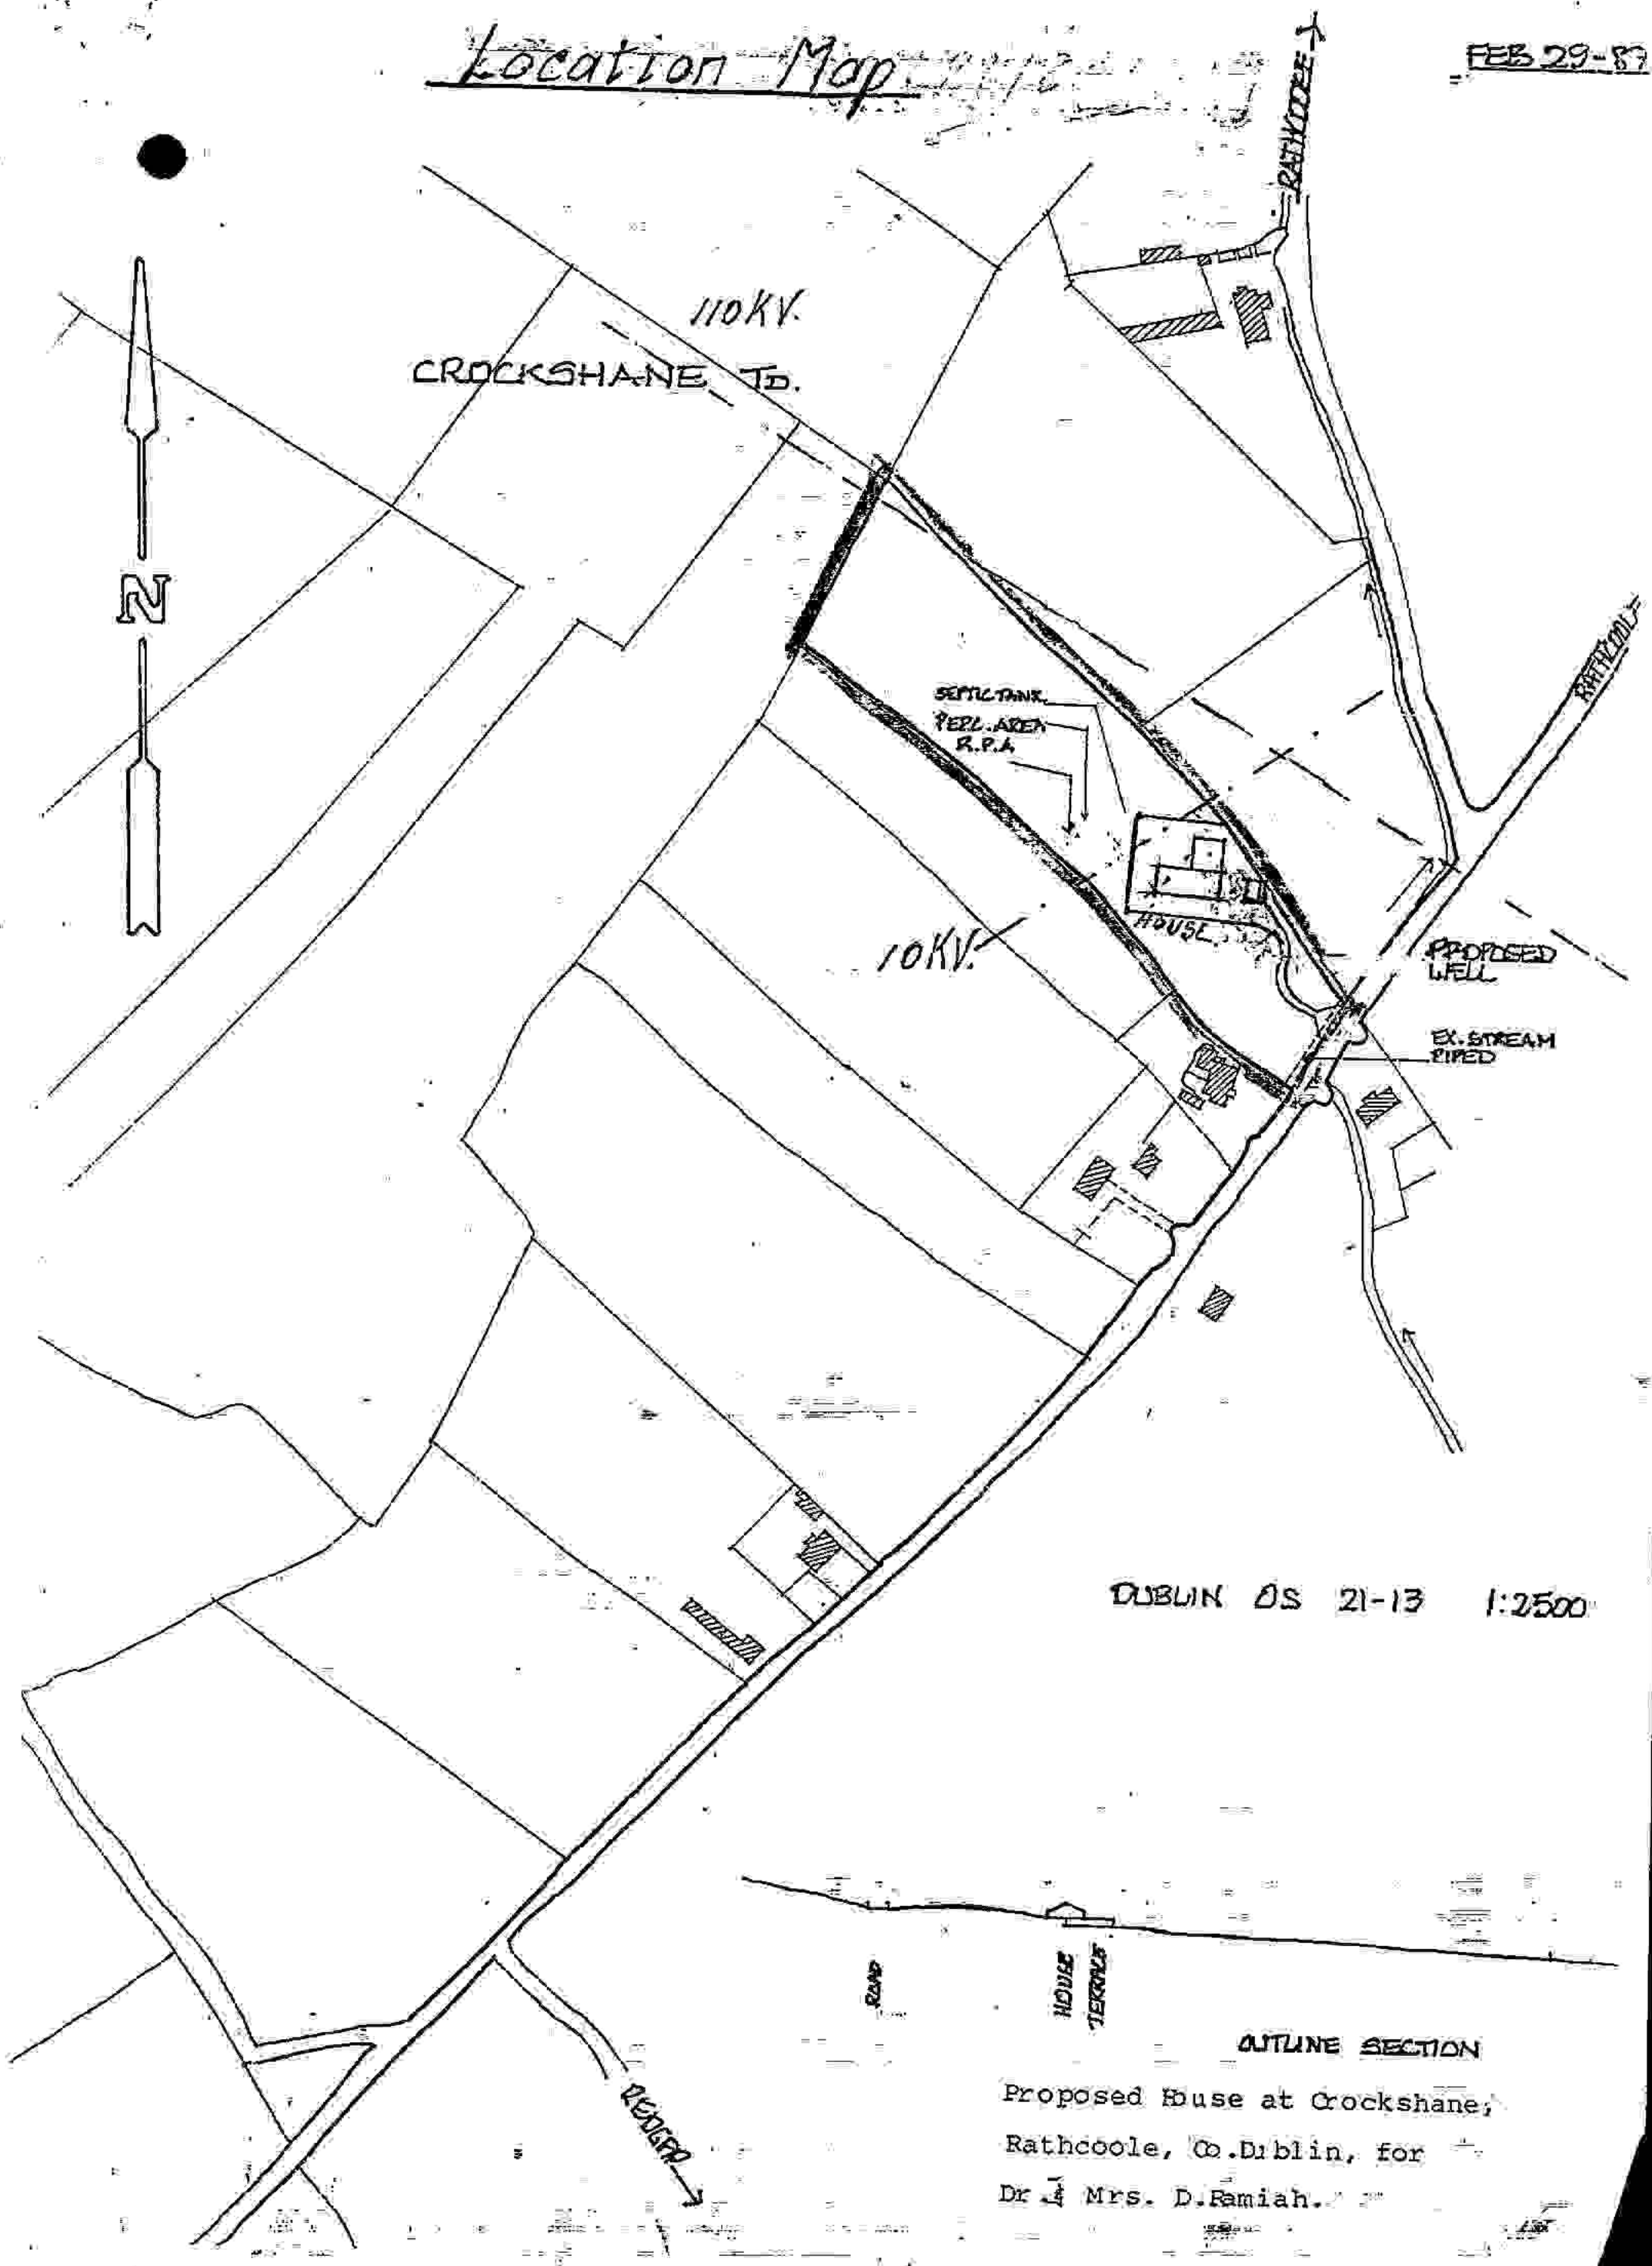 Location Map
FEB 29-87
RATHCOOLE
110KV.
CROCKSHANE TD.
N
RATHCOOLE
SEPTIC TANK
PERC. AREA
R.P.A.
HOUSE
10KV.
PROPOSED
WELL
EX. STREAM
PIPED
DUBLIN OS 21-13 1:2500
ROAD
HOUSE
TERRACE
REDGAP
OUTLINE SECTION
Proposed House at Crockshane,
Rathcoole, Co.Dublin, for
Dr & Mrs. D.Ramiah.